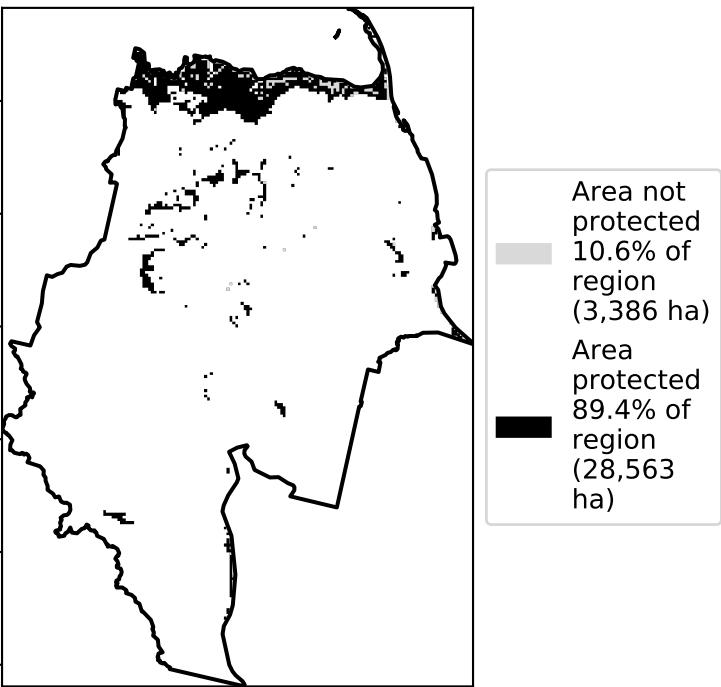 Area not
protected
10.6% of
region
(3,386 ha)
Area
protected
89.4% of
region
(28,563
ha)